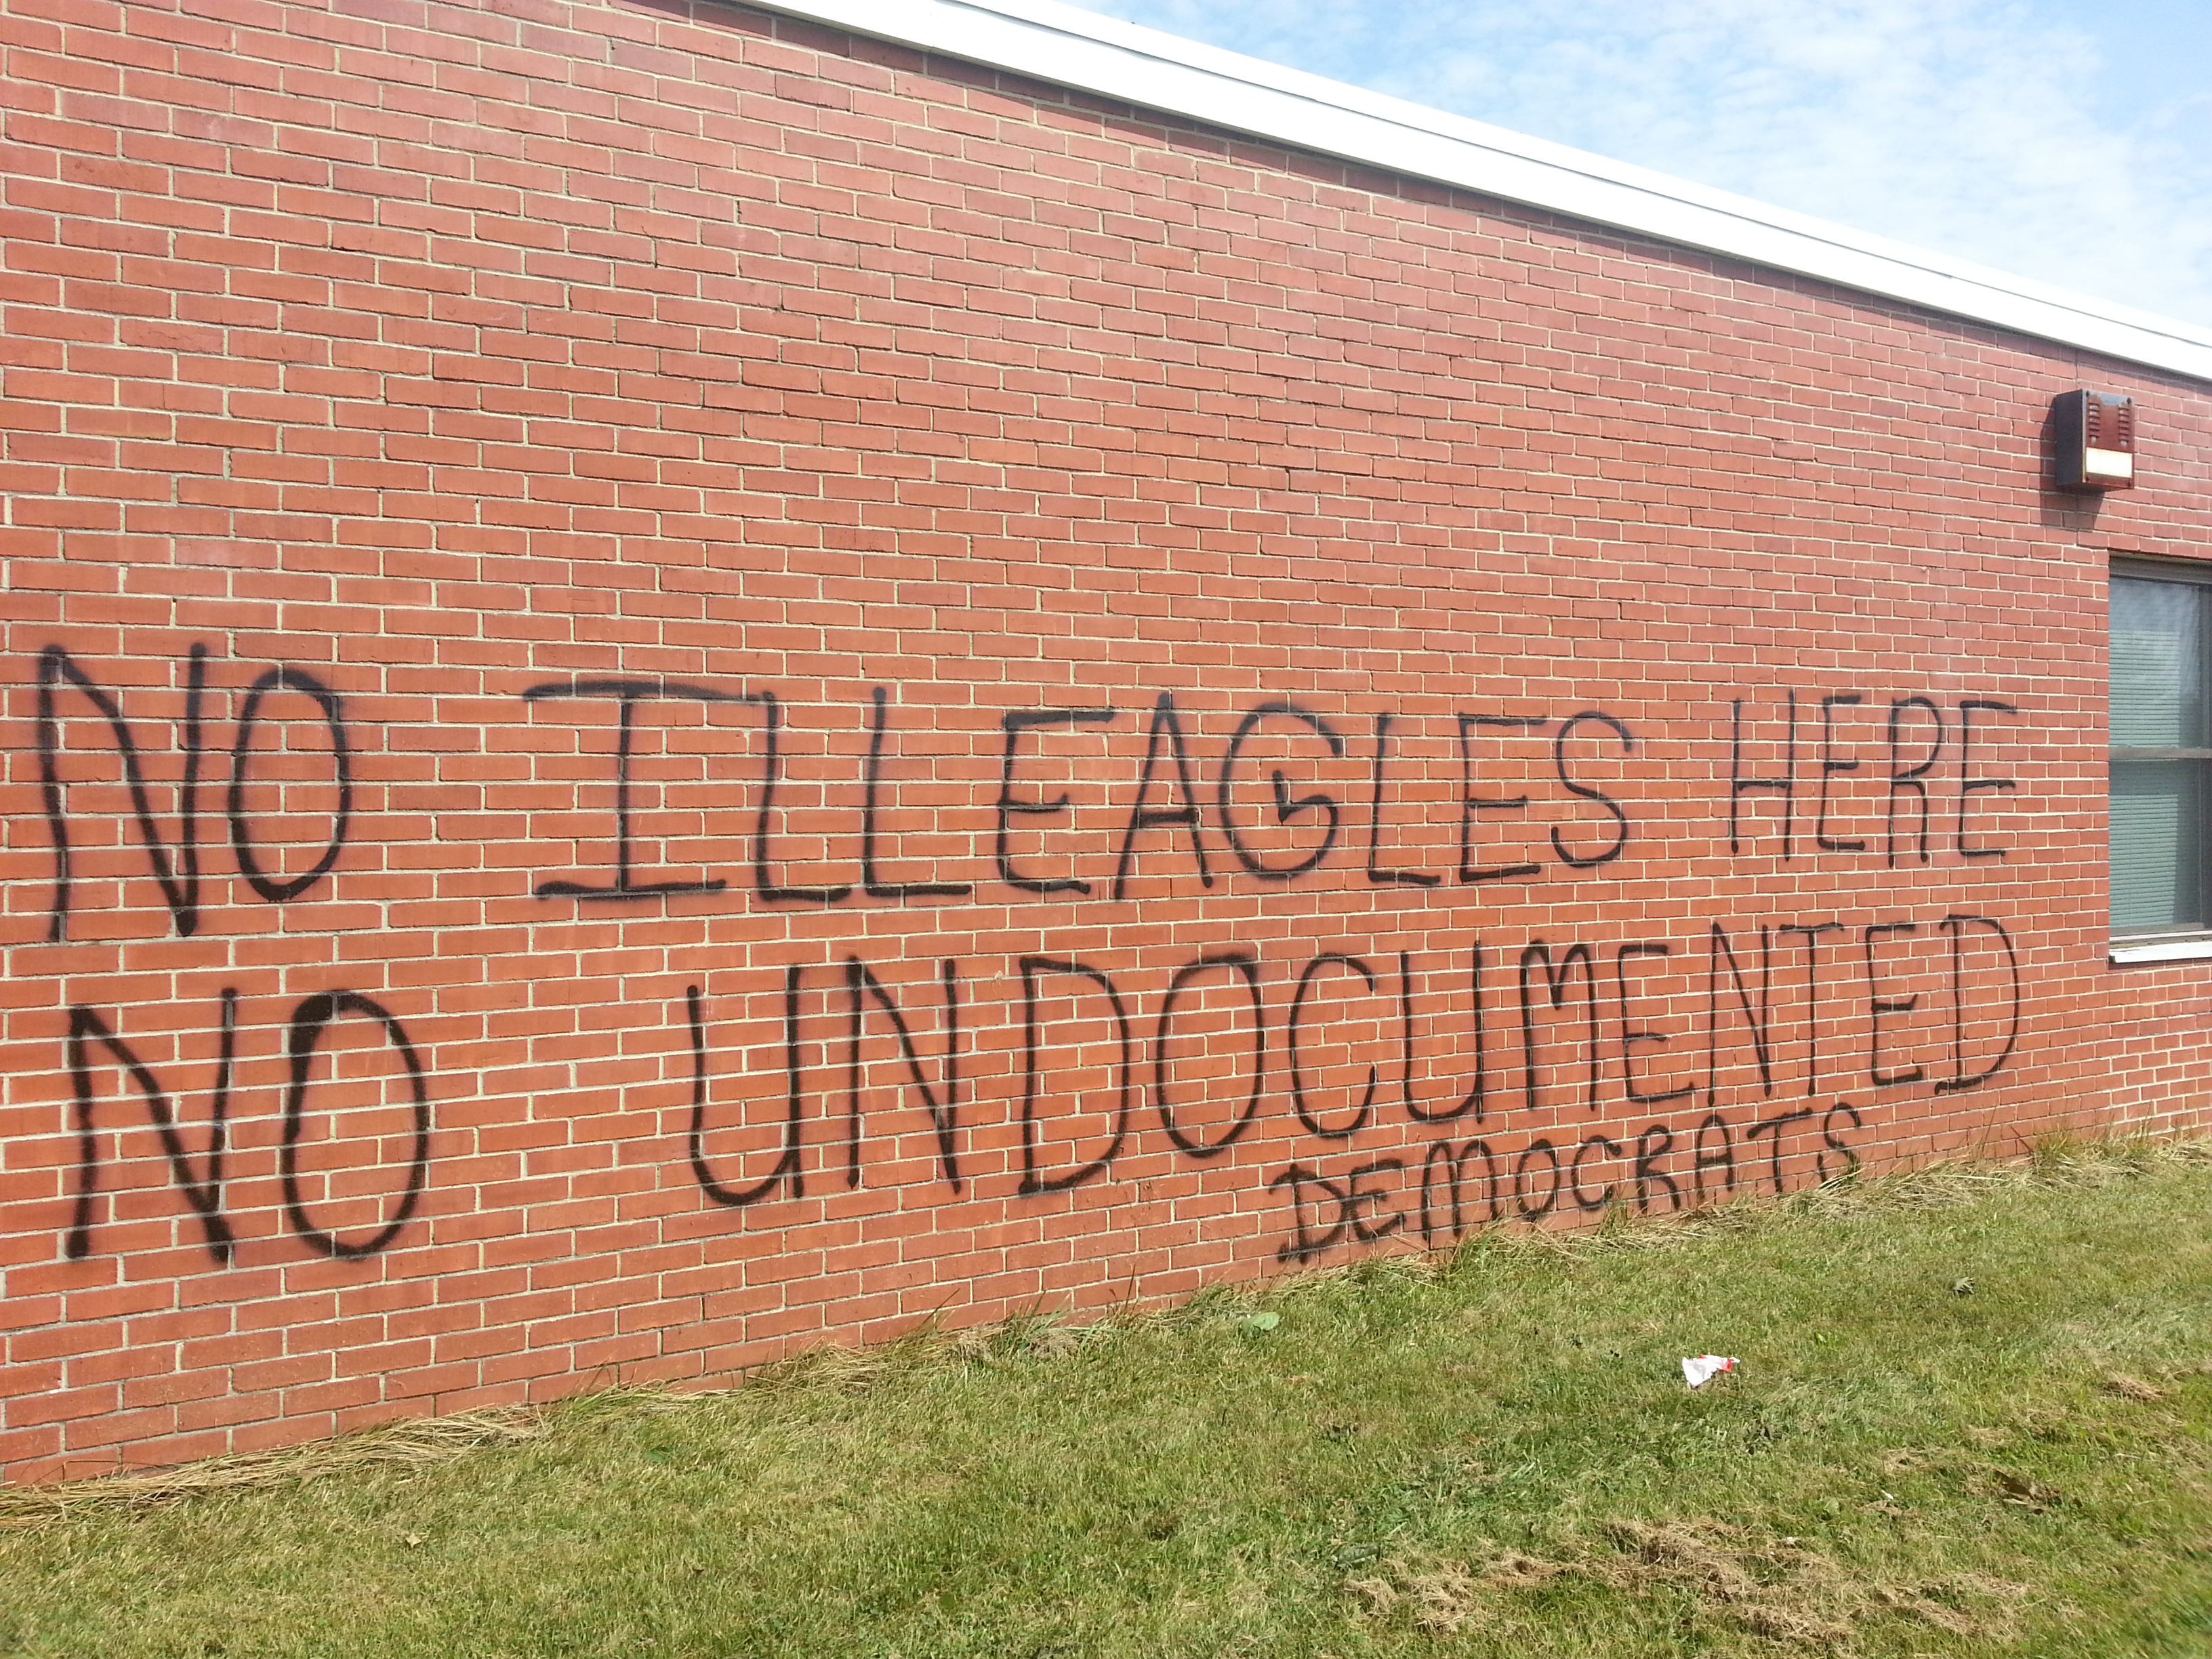 NO ILLEAGLES HERE
NO UNDOCUMENTED
DEMOCRATS